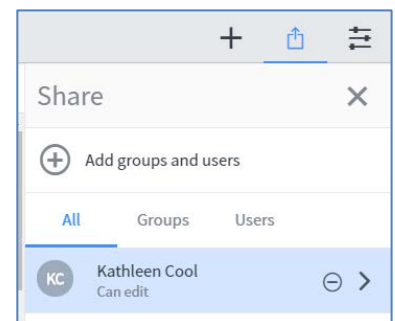 Share
Add groups and users
All Groups Users
KC Kathleen Cool
Can edit